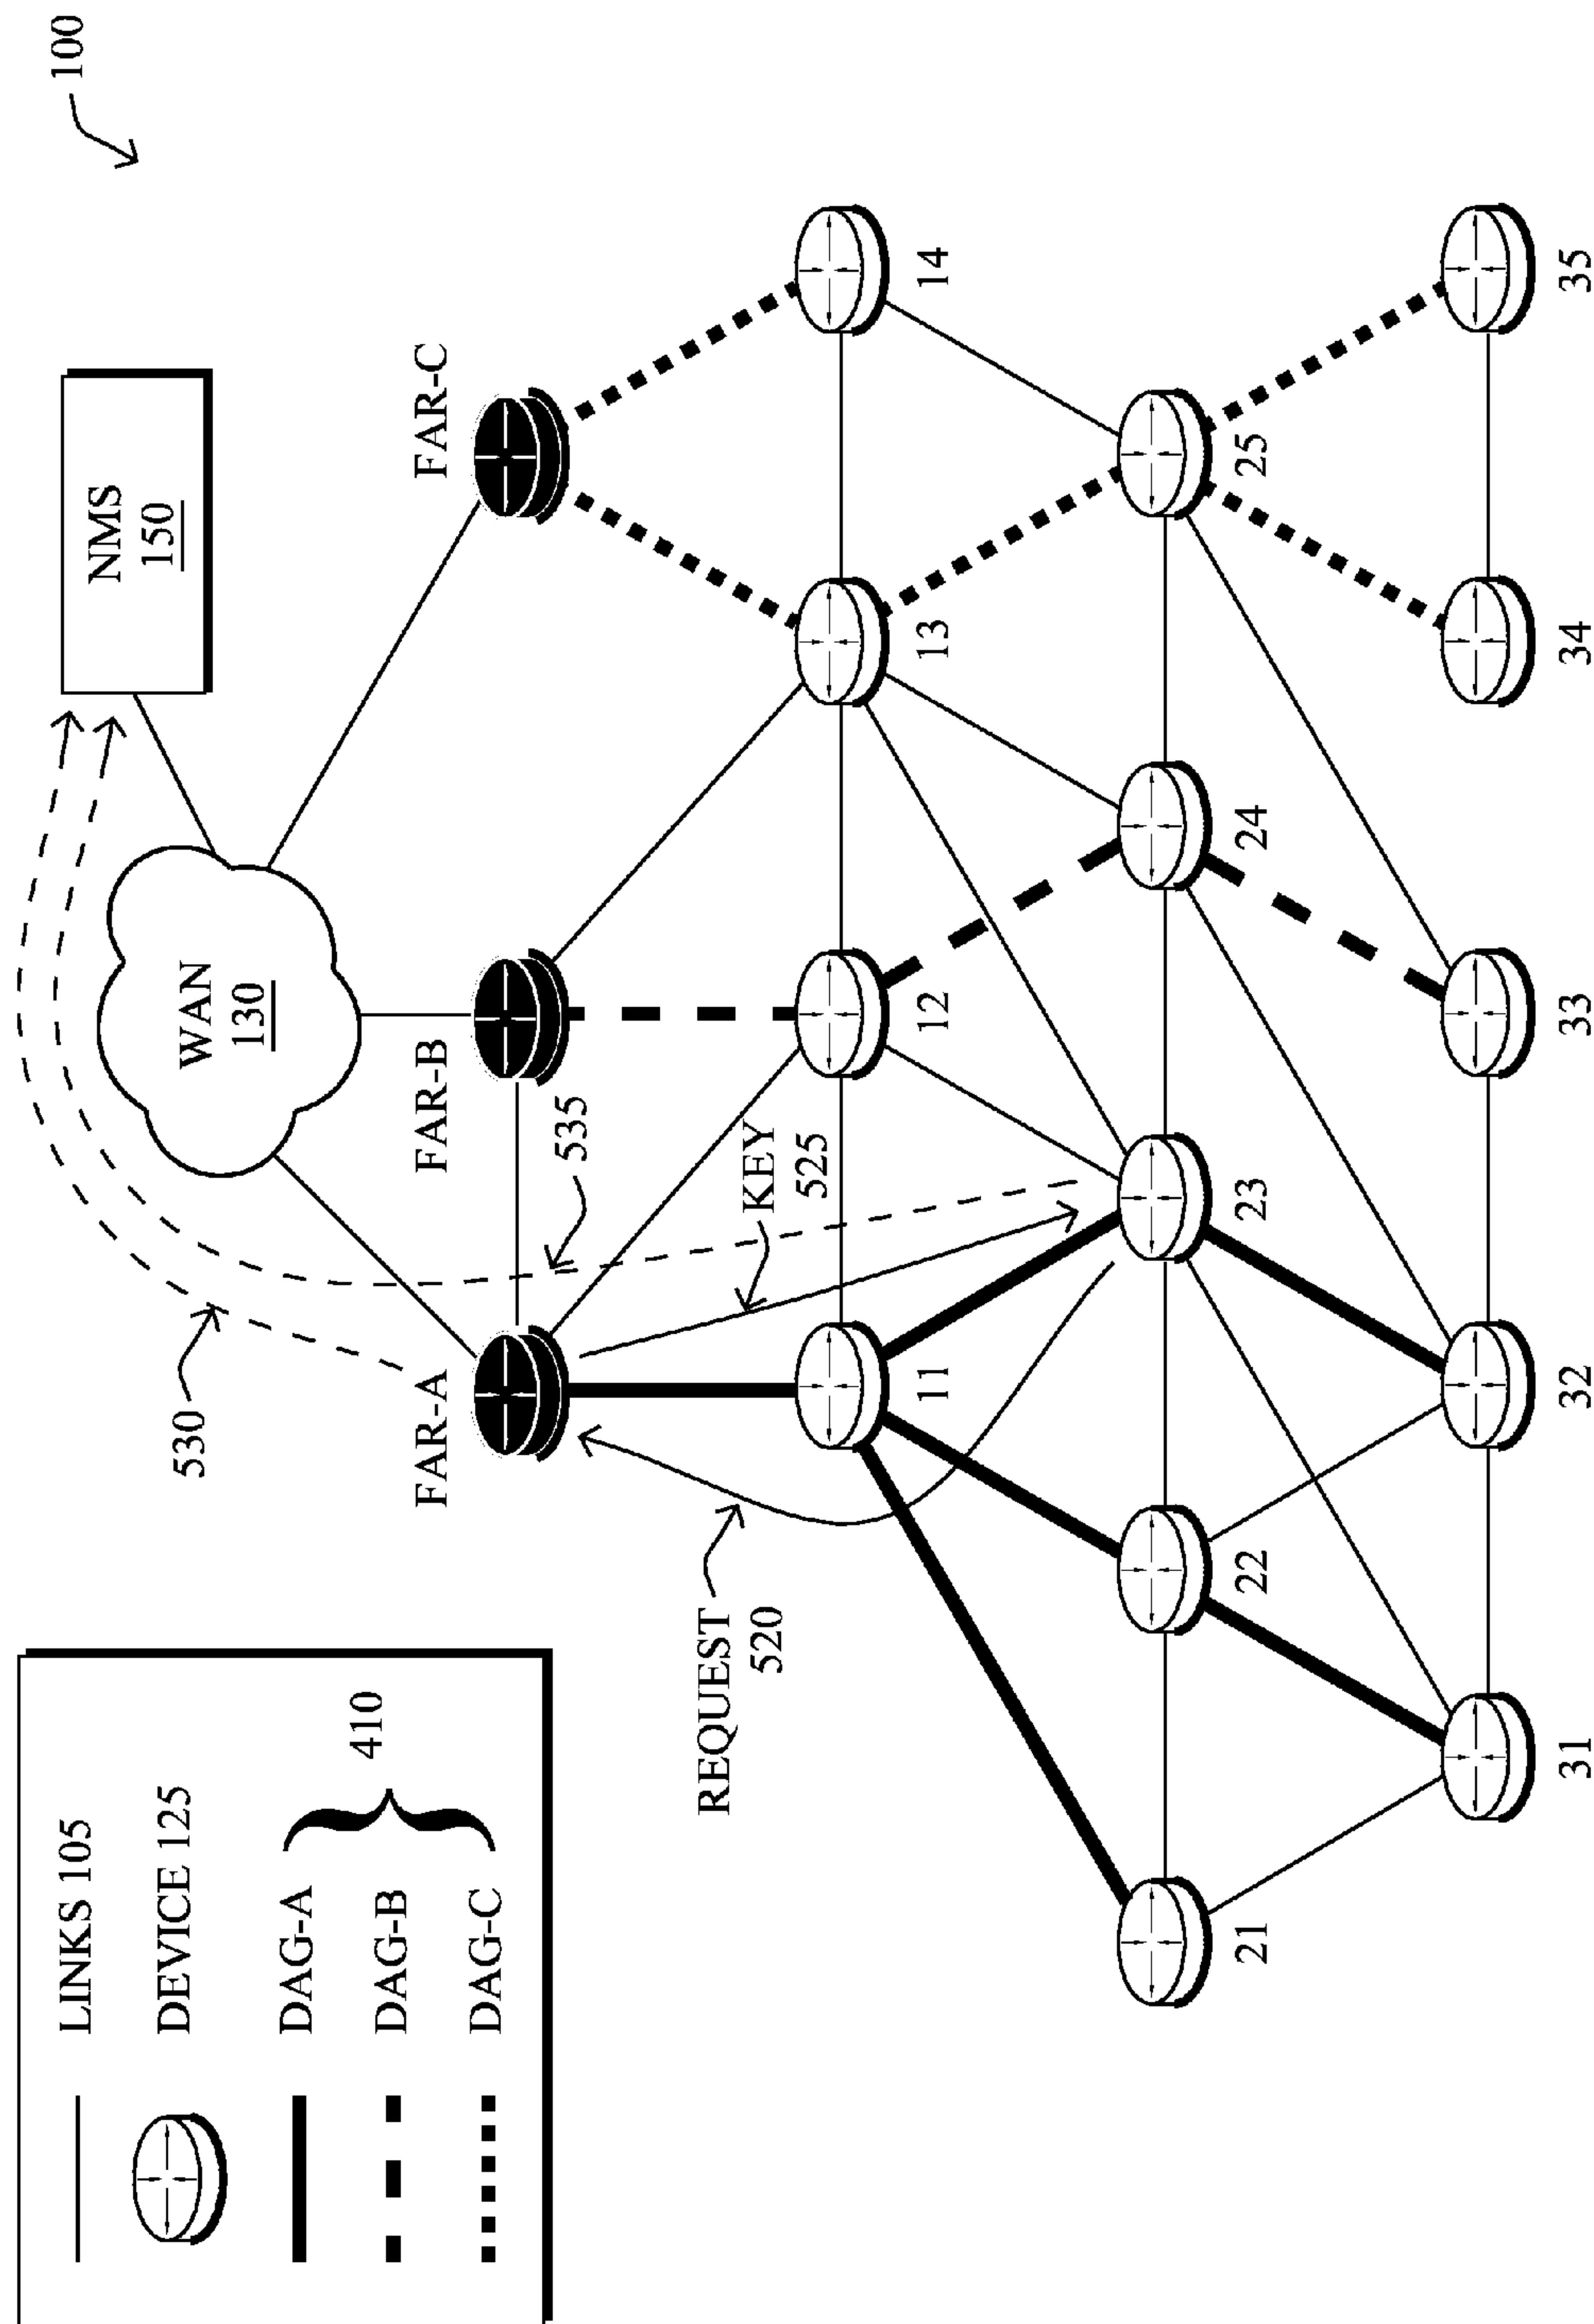 100
LINKS 105
DEVICE 125
DAG-A
DAG-B
DAG-C
410
NMS
150
WAN
130
530
FAR-A
FAR-B
FAR-C
535
REQUEST
520
KEY
525
11
12
13
14
21
22
23
24
25
31
32
33
34
35